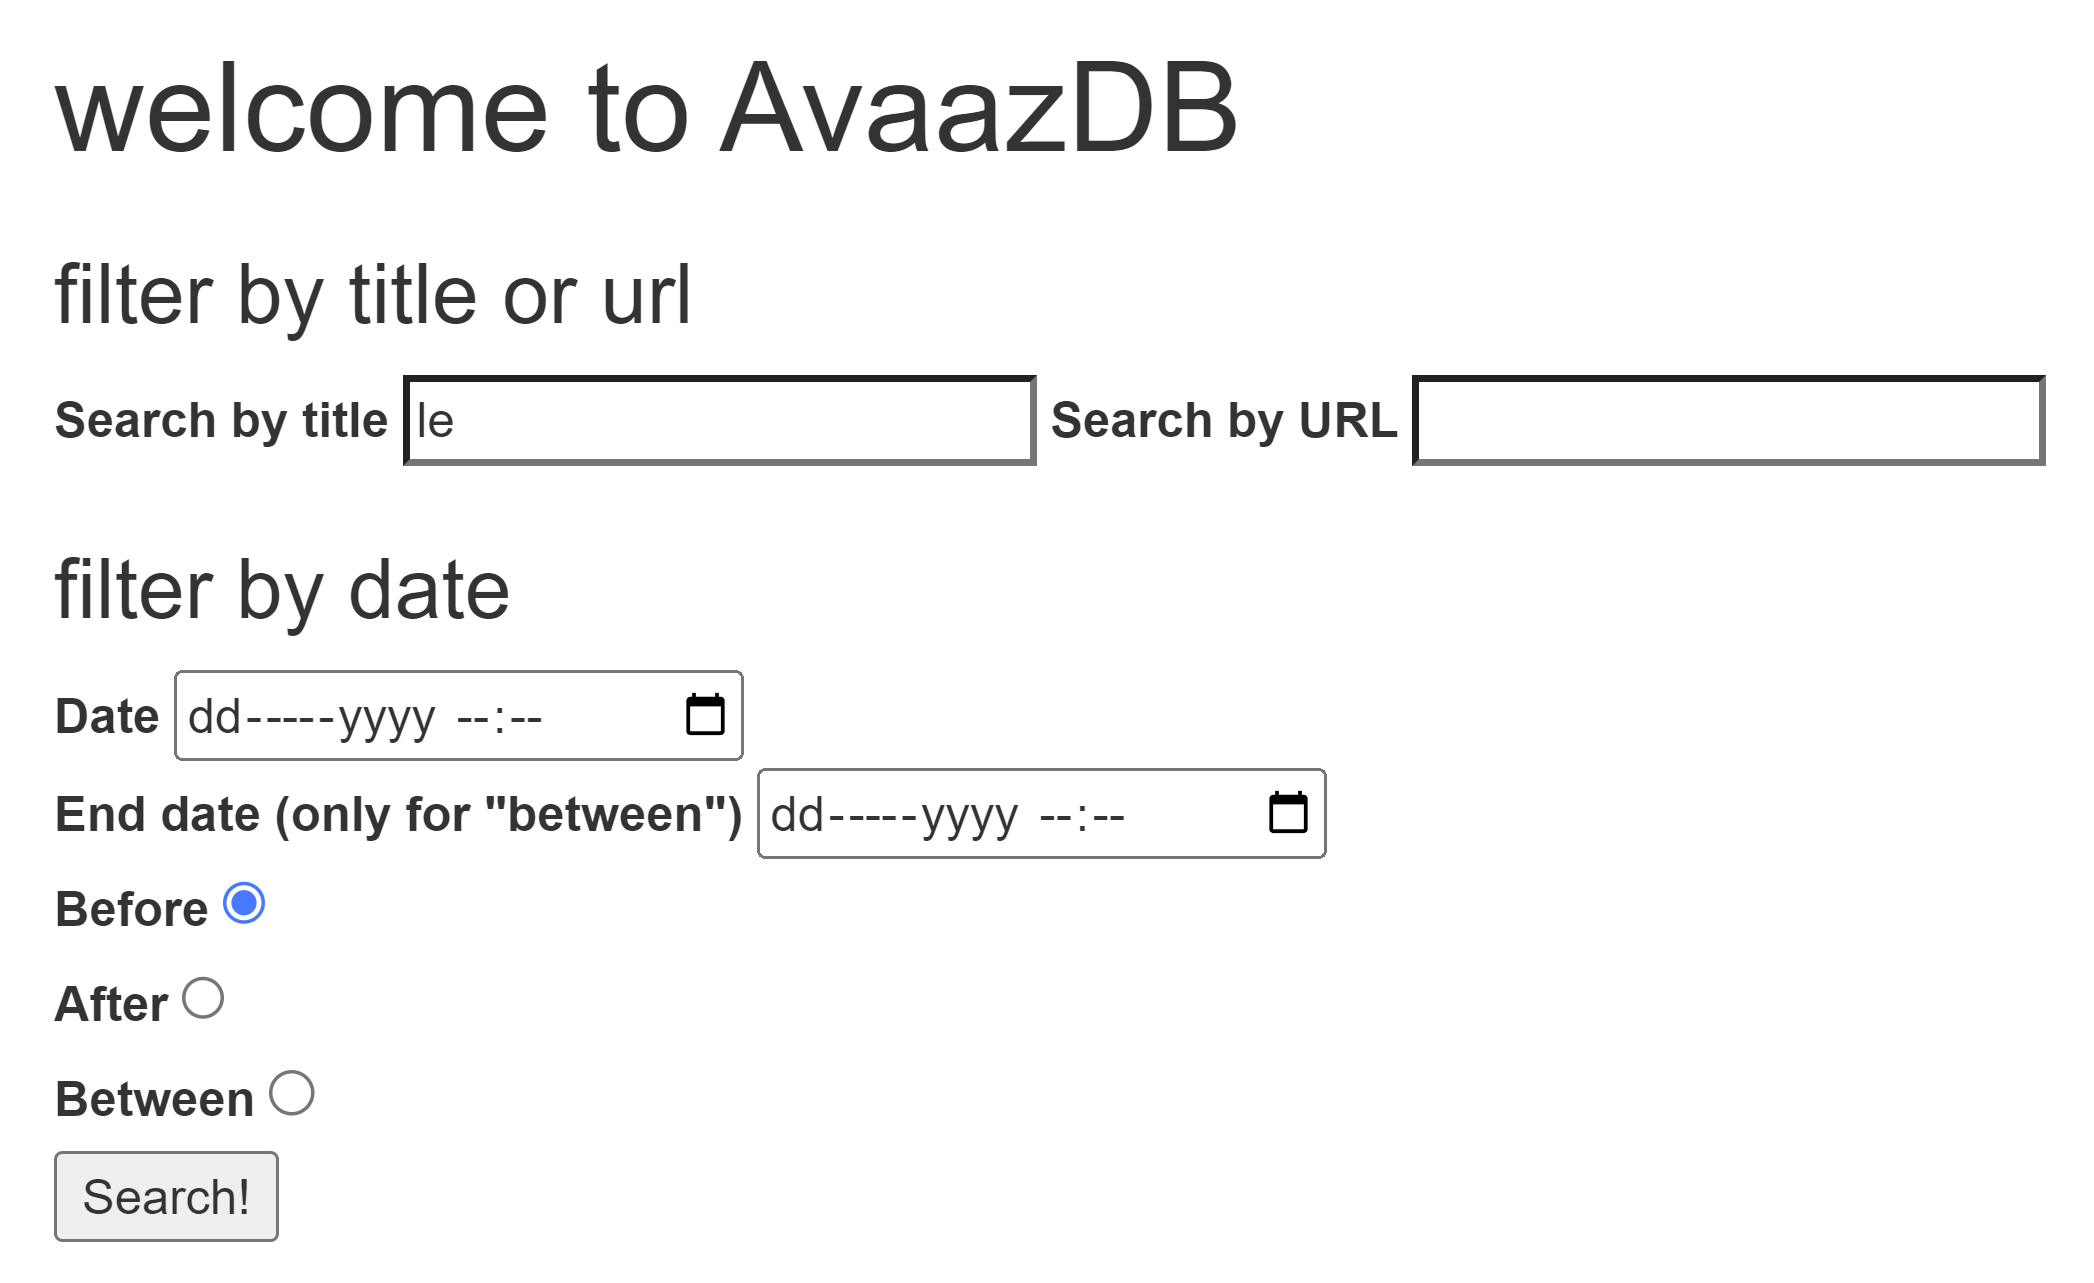 welcome to AvaazDB
filter by title or url
Search by title le Search by URL
filter by date
Date dd-----yyyy --:--
End date (only for "between") dd-----yyyy --:--
Before
After
Between
Search!